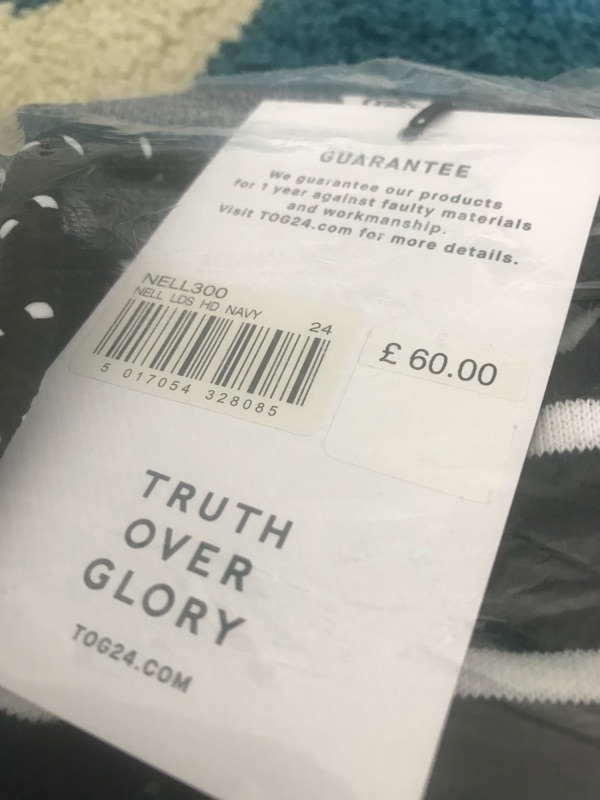 GUARANTEE
We guarantee our products
for 1 year against faulty materials
and workmanship.
Visit TOG24.com for more details.
NELL300
NELL LDS HD NAVY
24
5 017054 328085
£ 60.00
TRUTH
OVER
GLORY
TOG24.COM